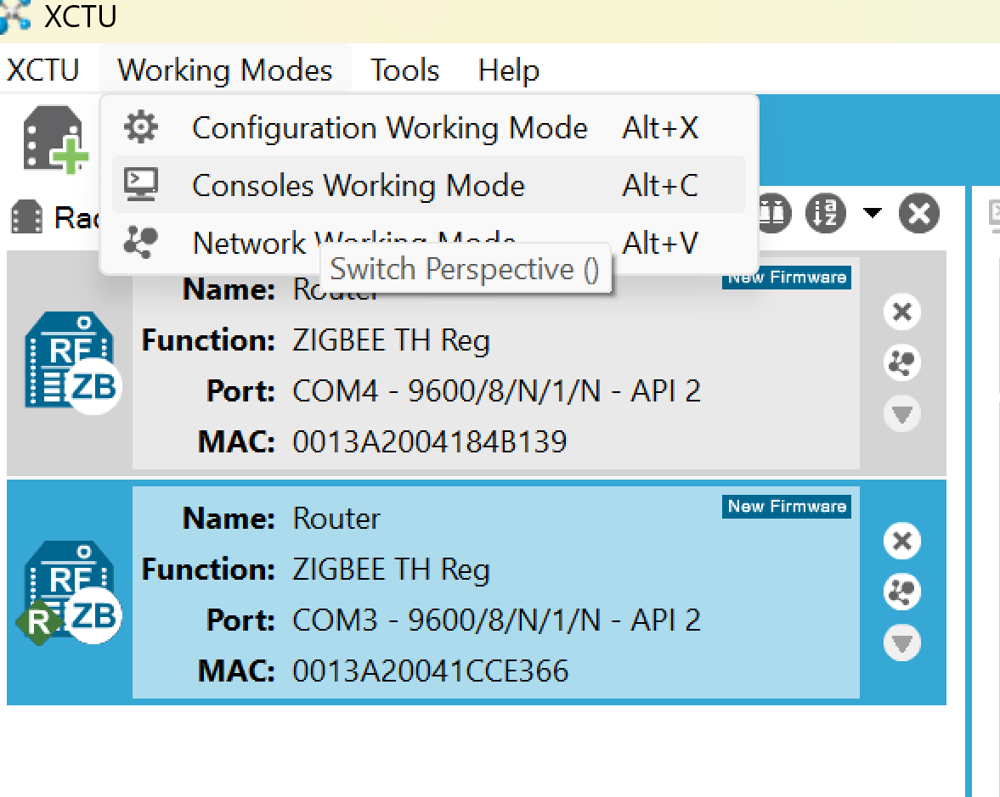 XCTU
XCTU Working Modes Tools Help
Configuration Working Mode Alt+X
Consoles Working Mode Alt+C
Network Working Mode Alt+V
Switch Perspective ()
Name: Router
New Firmware
Function: ZIGBEE TH Reg
Port: COM4 - 9600/8/N/1/N - API 2
MAC: 0013A2004184B139
RF
ZB
Name: Router
New Firmware
Function: ZIGBEE TH Reg
Port: COM3 - 9600/8/N/1/N - API 2
MAC: 0013A20041CCE366
RF
R ZB